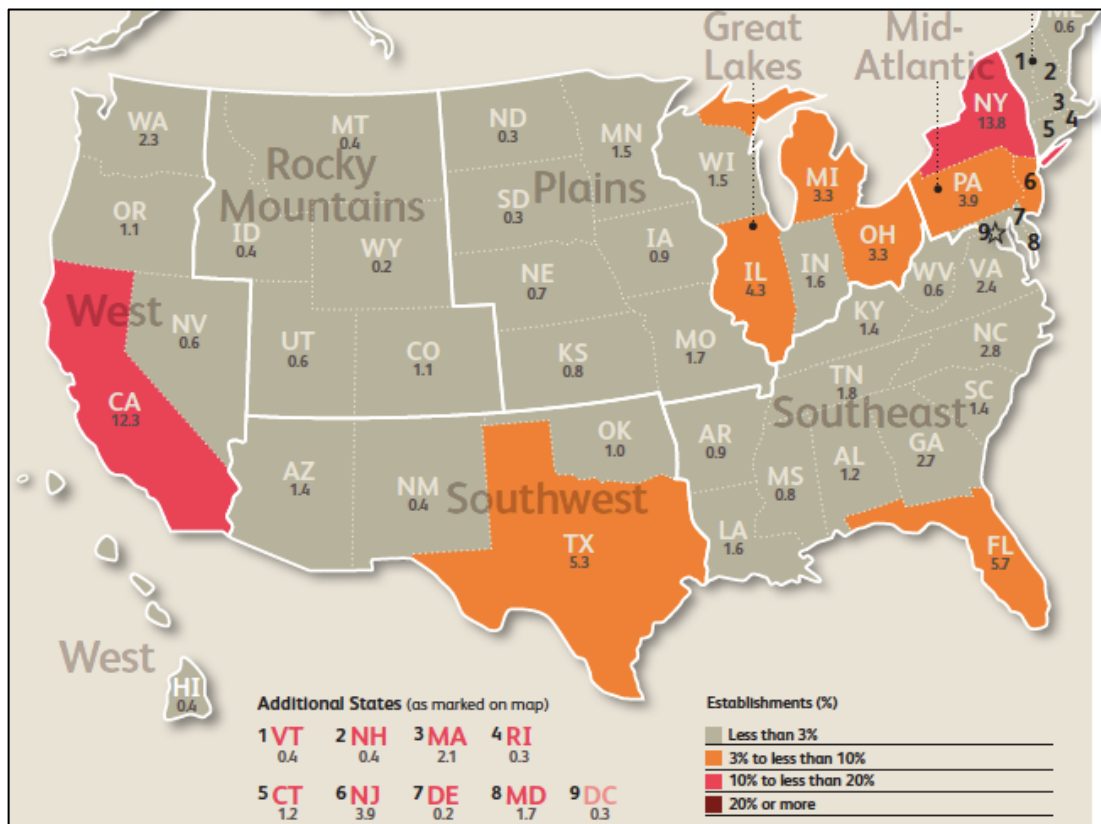 Great
Lakes
Mid-
Atlantic
ME
0.6
1
2
3
4
5
NY
13.8
WA
2.3
MT
0.4
ND
0.3
MN
1.5
WI
1.5
MI
3.3
PA
3.9
6
7
8
9
Rocky
Mountains
Plains
OR
1.1
ID
0.4
WY
0.2
SD
0.3
IA
0.9
NE
0.7
IL
4.3
IN
1.6
OH
3.3
WV
0.6
VA
2.4
West
NV
0.6
UT
0.6
CO
1.1
KS
0.8
MO
1.7
KY
1.4
NC
2.8
CA
12.3
TN
1.8
Southeast
SC
1.4
AZ
1.4
NM
0.4
OK
1.0
AR
0.9
MS
0.8
AL
1.2
GA
2.7
Southwest
TX
5.3
LA
1.6
FL
5.7
West
HI
0.4
Additional States (as marked on map)
1 VT 2 NH 3 MA 4 RI
0.4 0.4 2.1 0.3
5 CT 6 NJ 7 DE 8 MD 9 DC
1.2 3.9 0.2 1.7 0.3
Establishments (%)
Less than 3%
3% to less than 10%
10% to less than 20%
20% or more